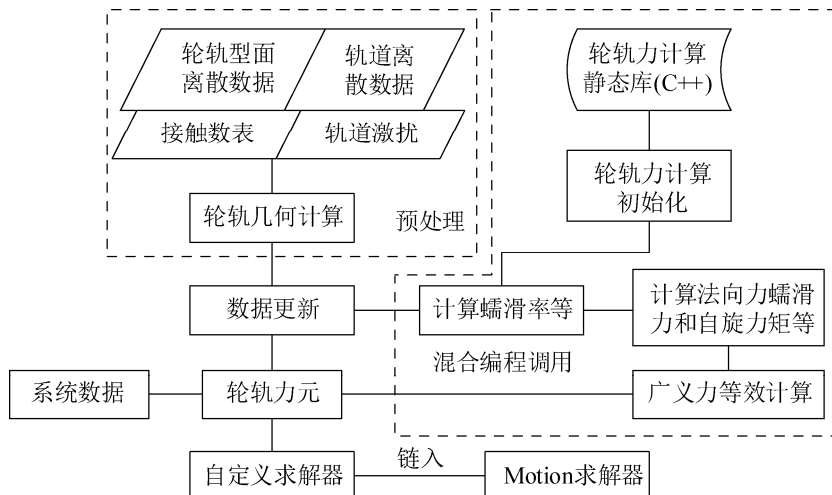 轮轨型面
离散数据
轨道离
散数据
接触数表
轨道激扰
轮轨几何计算
预处理
轮轨力计算
静态库(C++)
轮轨力计算
初始化
数据更新
计算蠕滑率等
计算法向力蠕滑
力和自旋力矩等
混合编程调用
系统数据
轮轨力元
广义力等效计算
自定义求解器
链入
Motion求解器